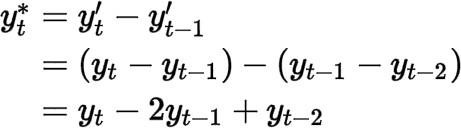 y*_t = y'_t − y'_{t−1}
= (y_t − y_{t−1}) − (y_{t−1} − y_{t−2})
= y_t − 2y_{t−1} + y_{t−2}